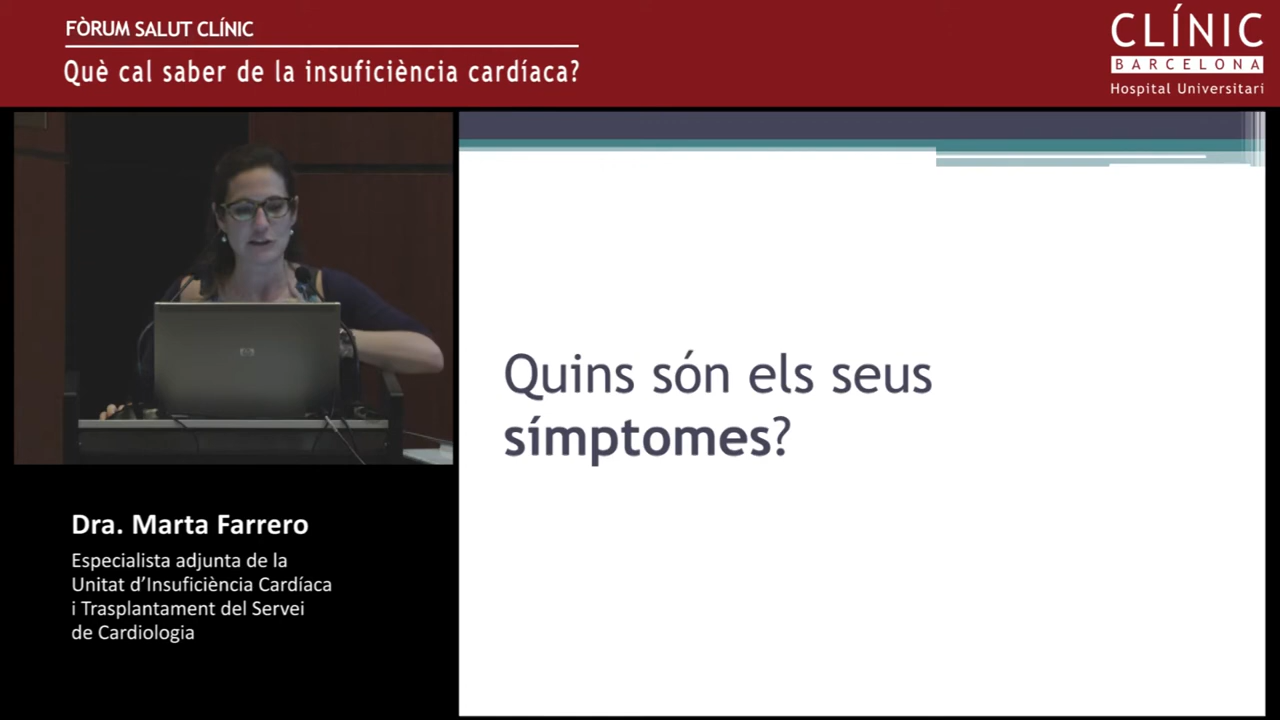 FÒRUM SALUT CLÍNIC
Què cal saber de la insuficiència cardíaca?
CLÍNIC
BARCELONA
Hospital Universitari
Quins són els seus
símptomes?
hp
Dra. Marta Farrero
Especialista adjunta de la
Unitat d'Insuficiència Cardíaca
i Trasplantament del Servei
de Cardiologia